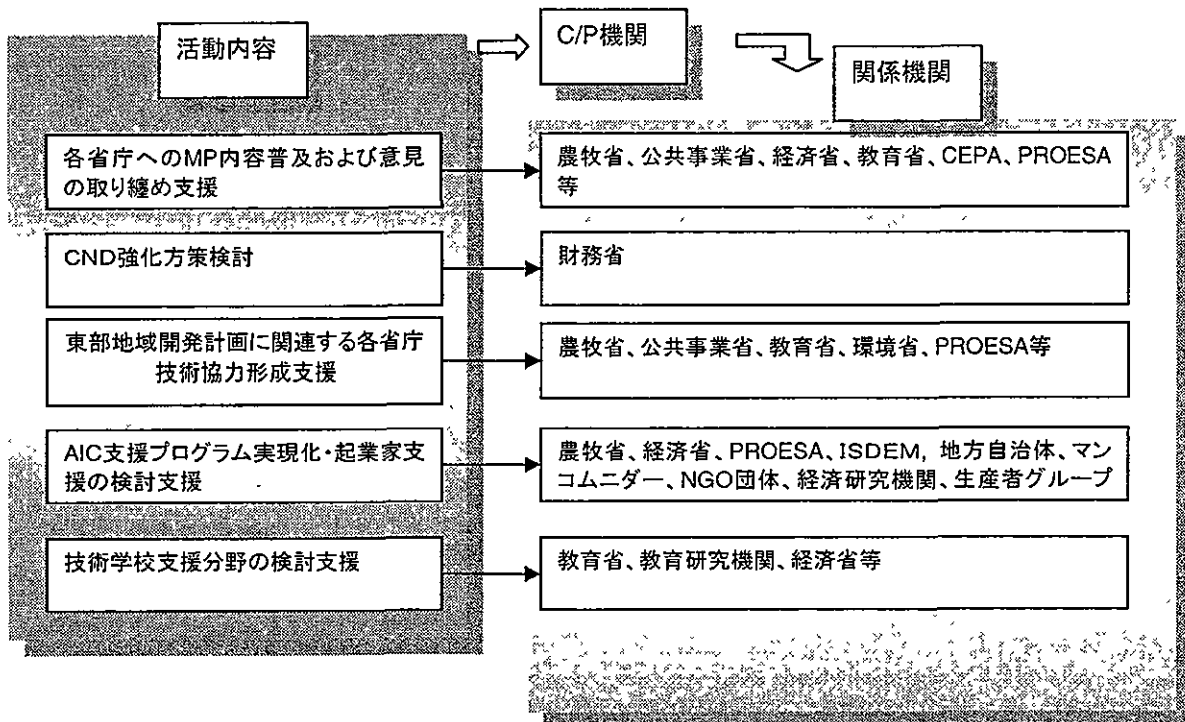 活動内容
C/P機関
関係機関
各省庁へのMP内容普及および意見
の取り纏め支援
農牧省、公共事業省、経済省、教育省、CEPA、PROESA
等
CND強化方策検討
財務省
東部地域開発計画に関連する各省庁
技術協力形成支援
農牧省、公共事業省、教育省、環境省、PROESA等
AIC支援プログラム実現化・起業家支
援の検討支援
農牧省、経済省、PROESA、ISDEM, 地方自治体、マン
コムニダー、NGO団体、経済研究機関、生産者グループ
技術学校支援分野の検討支援
教育省、教育研究機関、経済省等